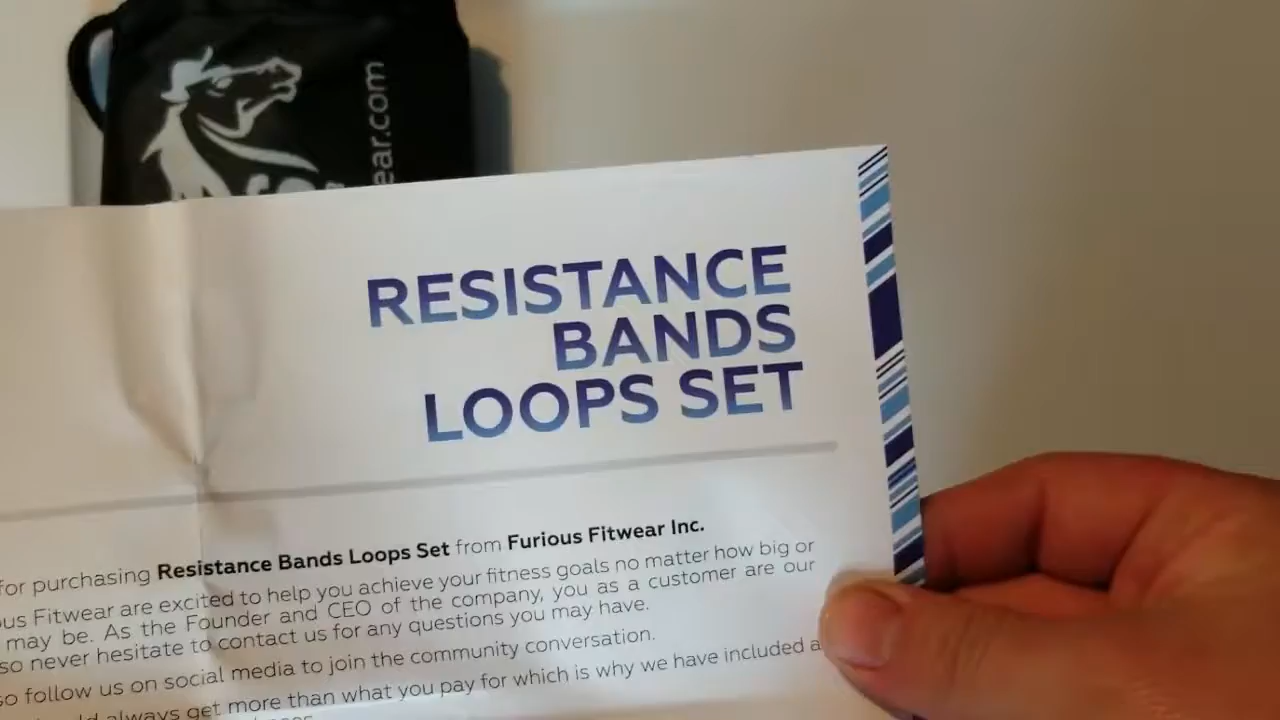 ear.com
RESISTANCE
BANDS
LOOPS SET
for purchasing Resistance Bands Loops Set from Furious Fitwear Inc.
ous Fitwear are excited to help you achieve your fitness goals no matter how big or
may be. As the Founder and CEO of the company, you as a customer are our
so never hesitate to contact us for any questions you may have.
so follow us on social media to join the community conversation.
always get more than what you pay for which is why we have included a